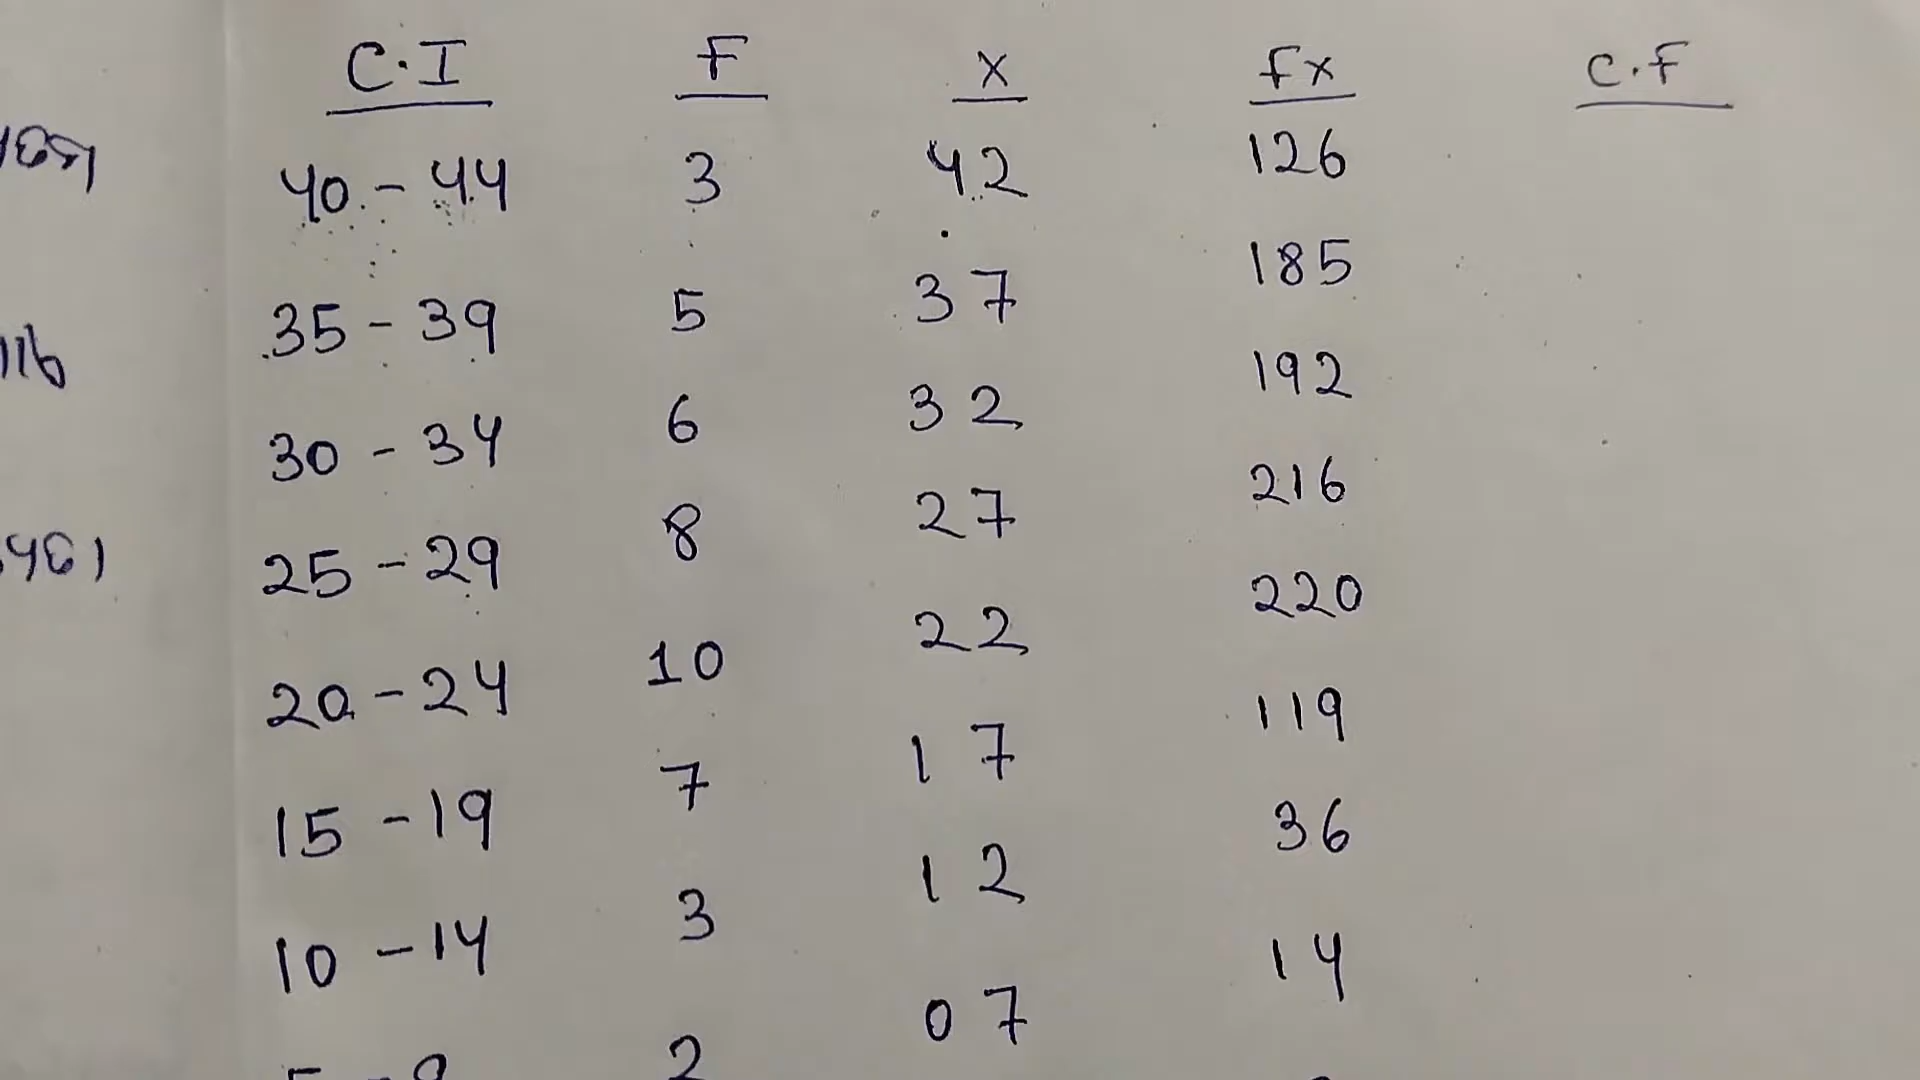 C.I F X FX C.F
40 - 44 3 42 126
35 - 39 5 37 185
30 - 34 6 32 192
25 - 29 8 27 216
20 - 24 10 22 220
15 - 19 7 17 119
10 - 14 3 12 36
5 - 9 2 07 14